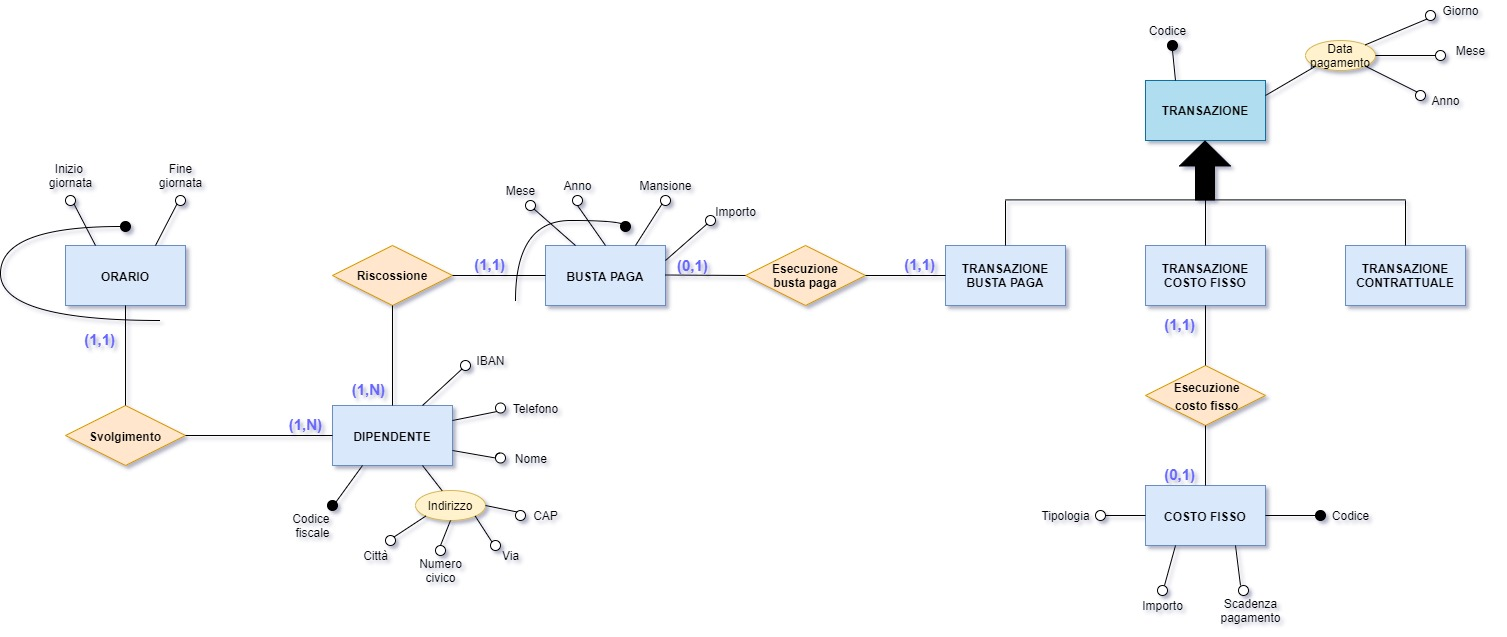 Giorno
Codice
Data
pagamento
Mese
Anno
TRANSAZIONE
Inizio
giornata
Fine
giornata
Mese
Anno
Mansione
Importo
ORARIO
Riscossione
(1,1)
BUSTA PAGA
(0,1)
Esecuzione
busta paga
(1,1)
TRANSAZIONE
BUSTA PAGA
TRANSAZIONE
COSTO FISSO
TRANSAZIONE
CONTRATTUALE
(1,1)
(1,1)
(1,N)
IBAN
Telefono
Esecuzione
costo fisso
Svolgimento
(1,N)
DIPENDENTE
Nome
(0,1)
Codice
fiscale
Indirizzo
CAP
Città
Numero
civico
Via
Tipologia
COSTO FISSO
Codice
Importo
Scadenza
pagamento